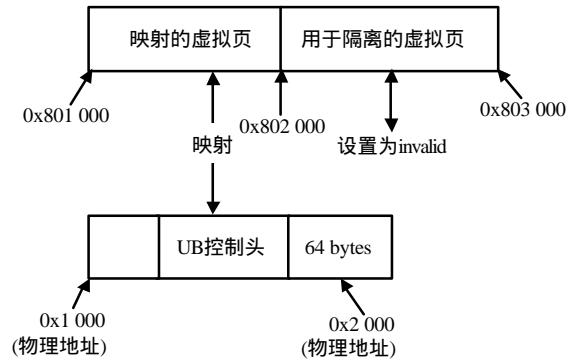 映射的虚拟页
用于隔离的虚拟页
0x801 000
0x802 000
0x803 000
映射
设置为invalid
UB控制头
64 bytes
0x1 000
(物理地址)
0x2 000
(物理地址)